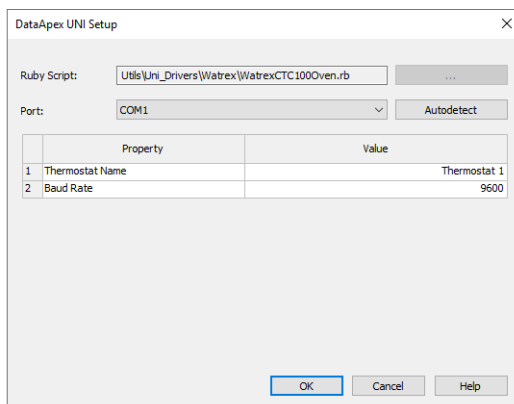 DataApex UNI Setup
Ruby Script: Utils\Uni_Drivers\Watrex\WatrexCTC100Oven.rb ...
Port: COM1 Autodetect
Property Value
1 Thermostat Name Thermostat 1
2 Baud Rate 9600
OK Cancel Help